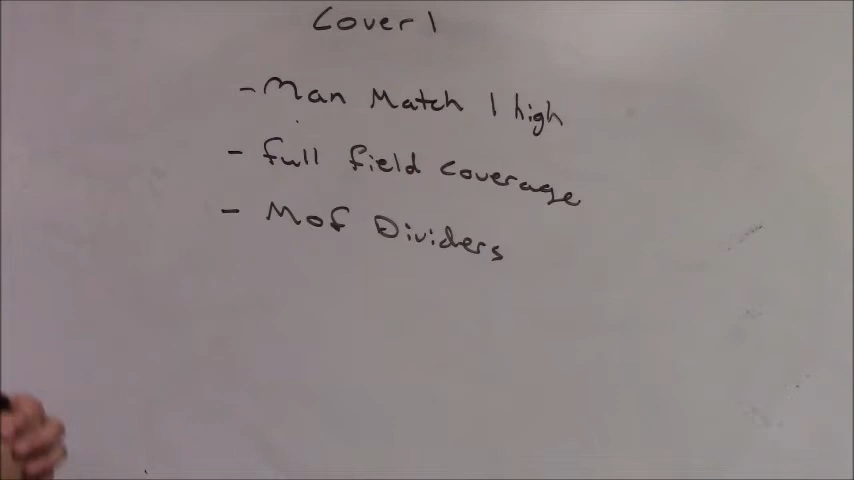 Cover 1
- Man Match 1 high
- full field coverage
- Mof Dividers